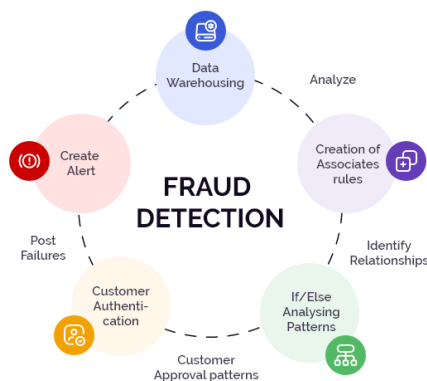 Data
Warehousing
Analyze
Creation of
Associates
rules
Create
Alert
FRAUD
DETECTION
Post
Failures
Identify
Relationships
Customer
Authenti-
cation
If/Else
Analysing
Patterns
Customer
Approval patterns